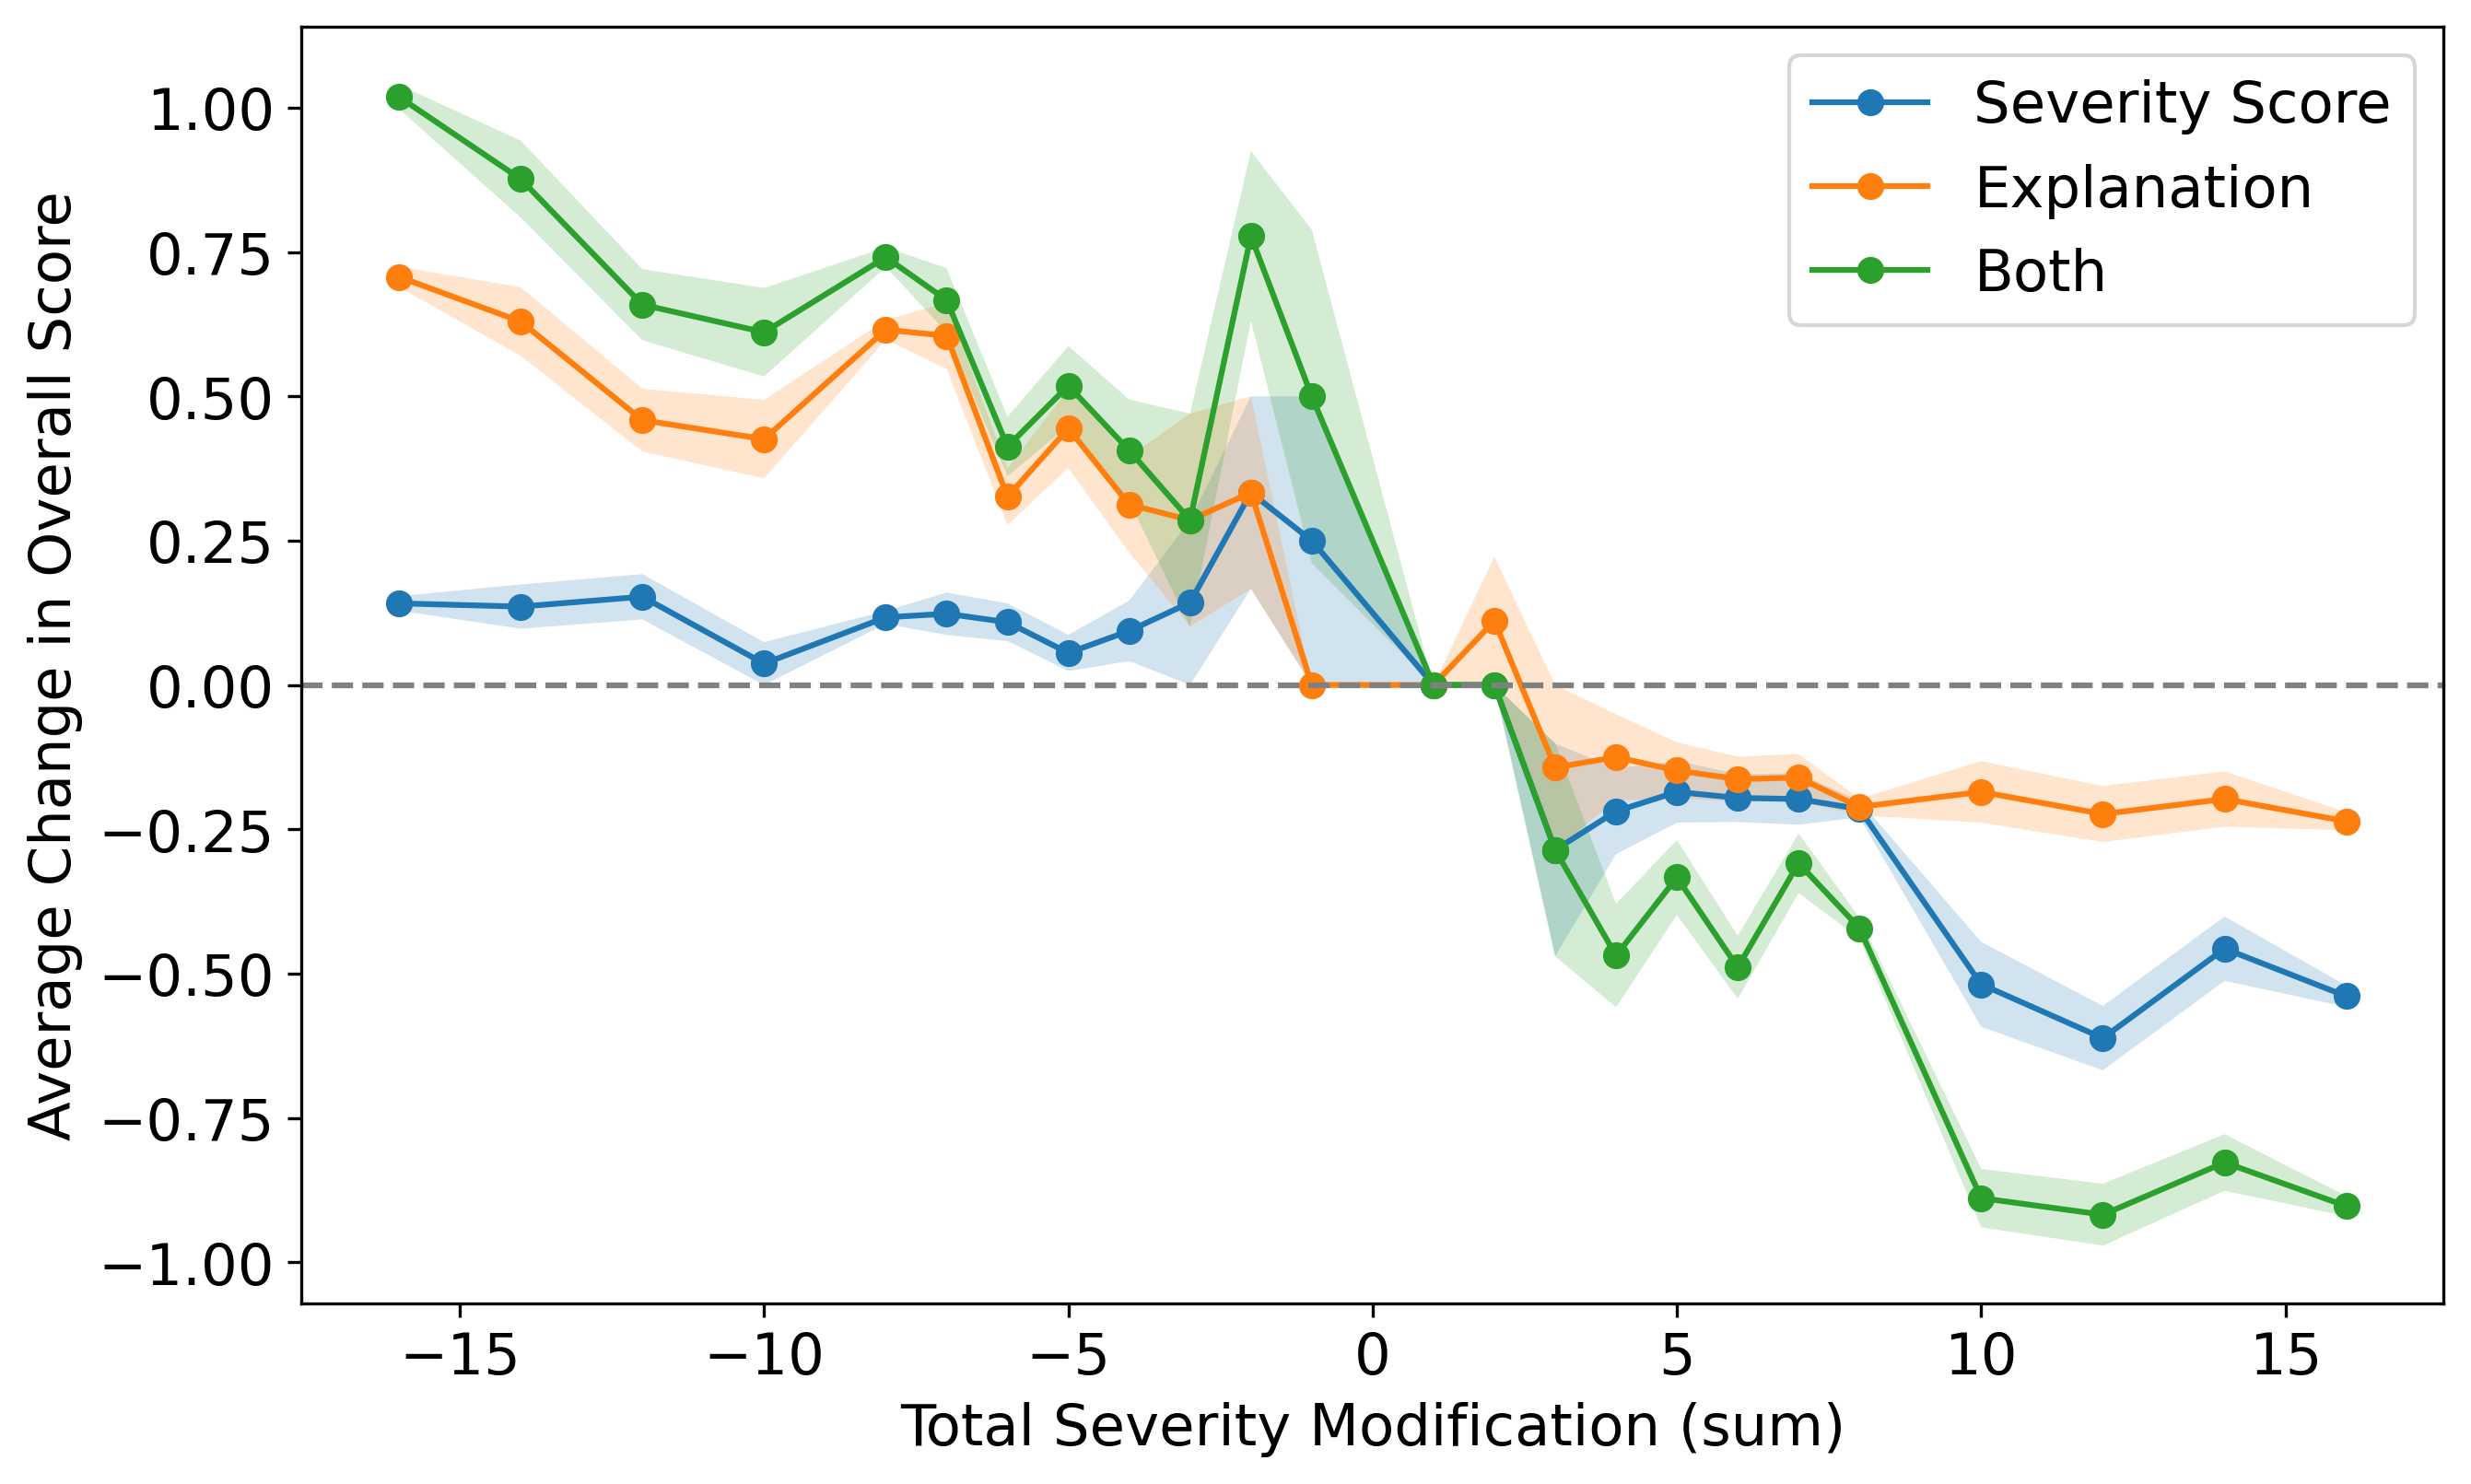 Severity Score
Explanation
Both
Average Change in Overall Score
1.00
0.75
0.50
0.25
0.00
−0.25
−0.50
−0.75
−1.00
−15 −10 −5 0 5 10 15
Total Severity Modification (sum)